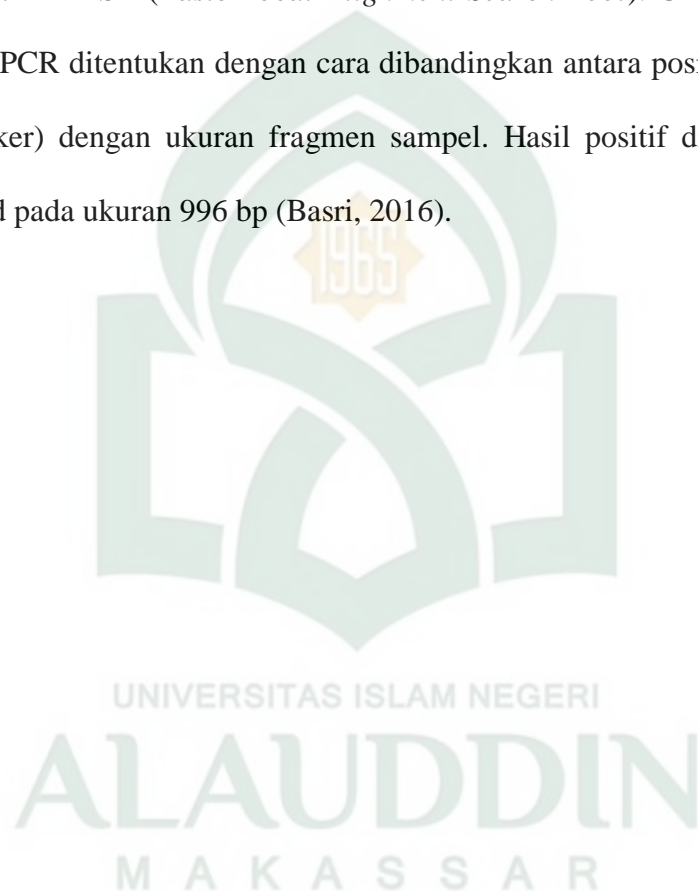 PCR ditentukan dengan cara dibandingkan antara
ker) dengan ukuran fragmen sampel. Hasil positif
pada ukuran 996 bp (Basri, 2016).
1965
UNIVERSITAS ISLAM NEGERI
ALAUDDIN
MAKASSAR